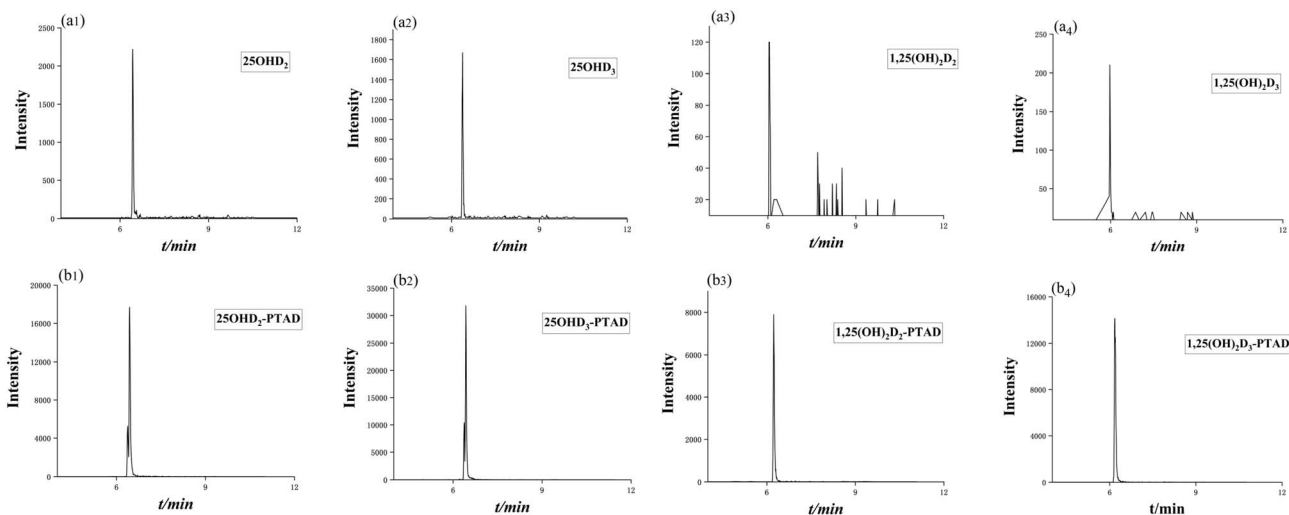 (a1)
Intensity
2500
2000
1500
1000
500
0
6
9
12
t/min
25OHD₂
(a2)
Intensity
1800
1600
1400
1200
1000
800
600
400
200
0
6
9
12
t/min
25OHD₃
(a3)
Intensity
120
100
80
60
40
20
6
9
12
t/min
1,25(OH)₂D₂
(a₄)
Intensity
250
200
150
100
50
6
9
12
t/min
1,25(OH)₂D₃
(b1)
Intensity
20000
16000
12000
8000
4000
0
6
9
12
t/min
25OHD₂-PTAD
(b2)
Intensity
35000
30000
25000
20000
15000
10000
5000
0
6
9
12
t/min
25OHD₃-PTAD
(b3)
Intensity
8000
6000
4000
2000
0
6
9
12
t/min
1,25(OH)₂D₂-PTAD
(b₄)
Intensity
16000
14000
12000
10000
8000
6000
4000
2000
0
6
9
12
t/min
1,25(OH)₂D₃-PTAD